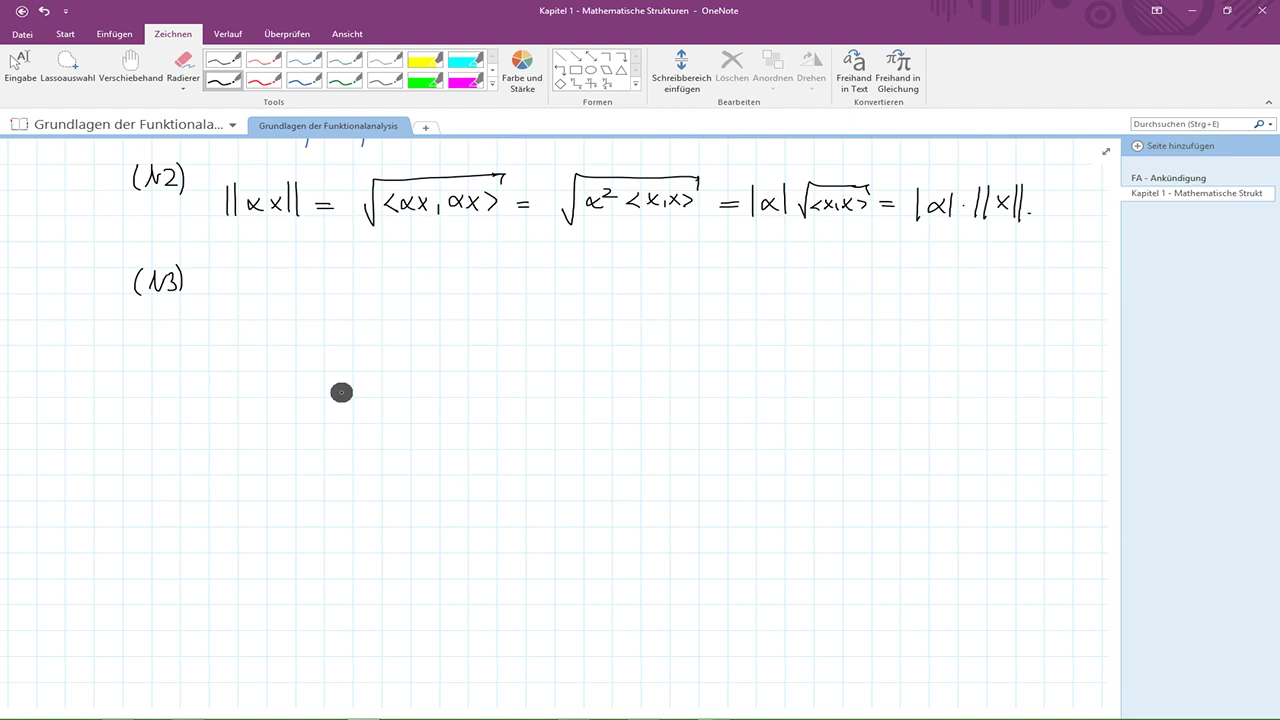 Kapitel 1 - Mathematische Strukturen - OneNote
Datei Start Einfügen Zeichnen Verlauf Überprüfen Ansicht
Eingabe Lassoauswahl Verschiebehand Radierer
Farbe und Stärke
Schreibbereich einfügen
Löschen Anordnen Drehen
Freihand in Text
Freihand in Gleichung
Tools Formen Bearbeiten Konvertieren
Grundlagen der Funktionala...
Grundlagen der Funktionalanalysis
Durchsuchen (Strg+E)
Seite hinzufügen
FA - Ankündigung
Kapitel 1 - Mathematische Strukt
(N2) ||αx|| = √<αx, αx> = √α² <x,x> = |α| √<x,x> = |α| · ||x||.
(N3)